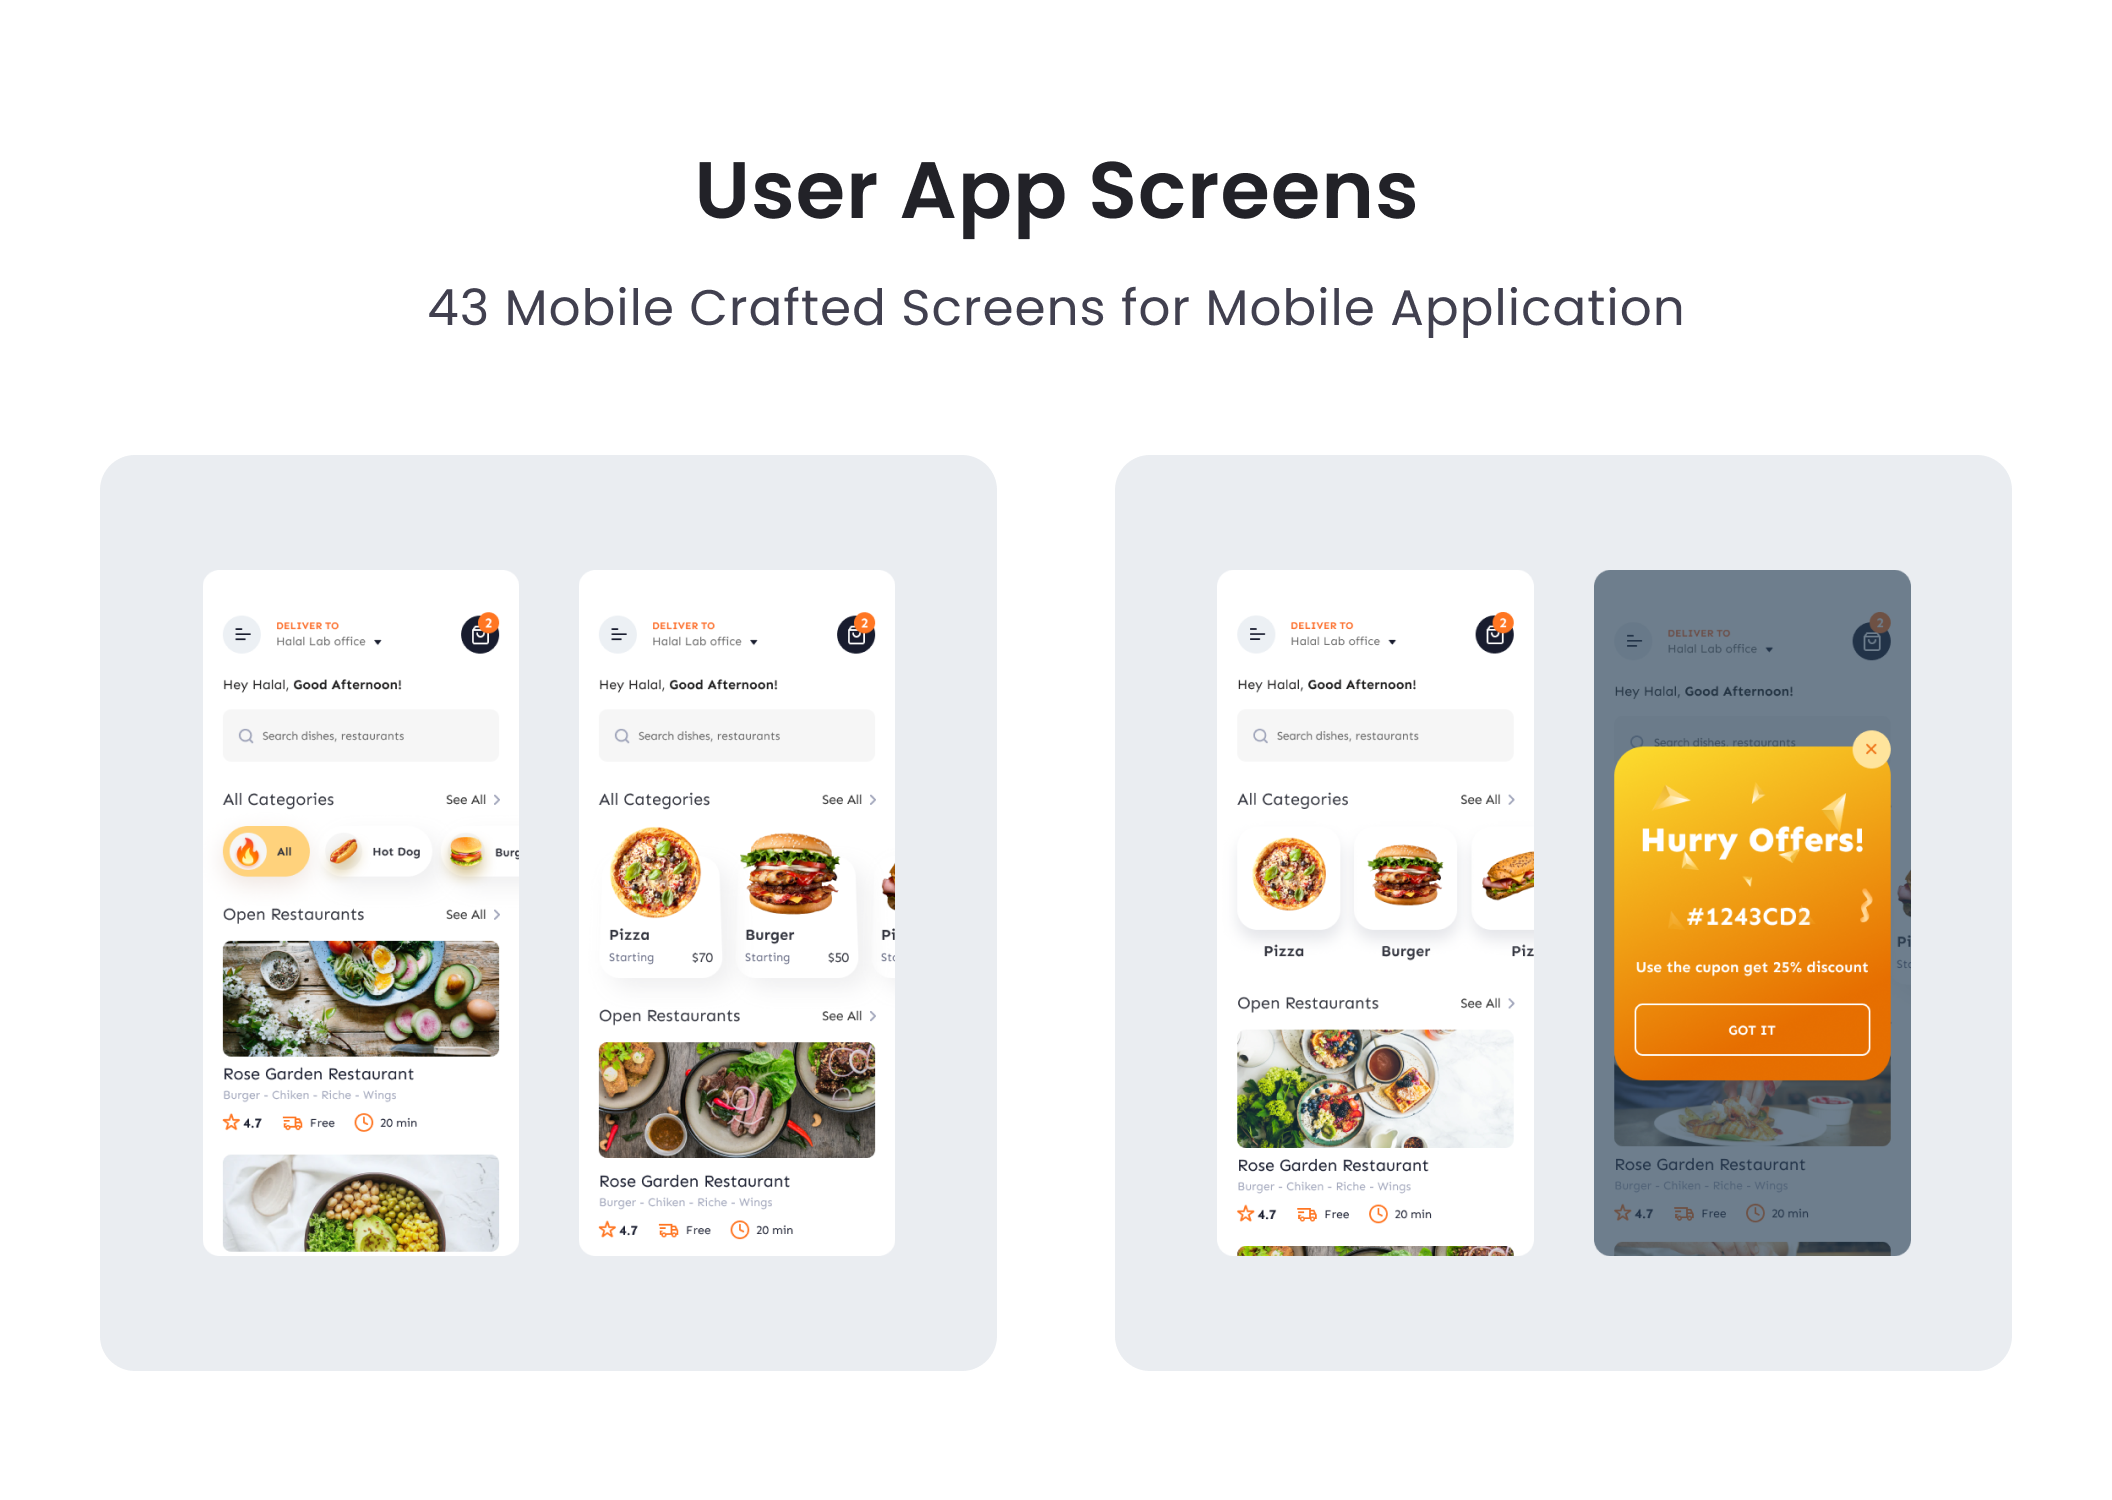 User App Screens
43 Mobile Crafted Screens for Mobile Application
DELIVER TO
Halal Lab office
2
Hey Halal, Good Afternoon!
Search dishes, restaurants
All Categories
See All
All
Hot Dog
Burg
Open Restaurants
See All
Rose Garden Restaurant
Burger - Chiken - Riche - Wings
4.7
Free
20 min
DELIVER TO
Halal Lab office
2
Hey Halal, Good Afternoon!
Search dishes, restaurants
All Categories
See All
Pizza
Starting
$70
Burger
Starting
$50
Pi
Sta
Open Restaurants
See All
Rose Garden Restaurant
Burger - Chiken - Riche - Wings
4.7
Free
20 min
DELIVER TO
Halal Lab office
2
Hey Halal, Good Afternoon!
Search dishes, restaurants
All Categories
See All
Pizza
Burger
Piz
Open Restaurants
See All
Rose Garden Restaurant
Burger - Chiken - Riche - Wings
4.7
Free
20 min
DELIVER TO
Halal Lab office
2
Hey Halal, Good Afternoon!
Search dishes, restaurants
Hurry Offers!
#1243CD2
Use the cupon get 25% discount
GOT IT
Pi
Sta
Rose Garden Restaurant
Burger - Chiken - Riche - Wings
4.7
Free
20 min